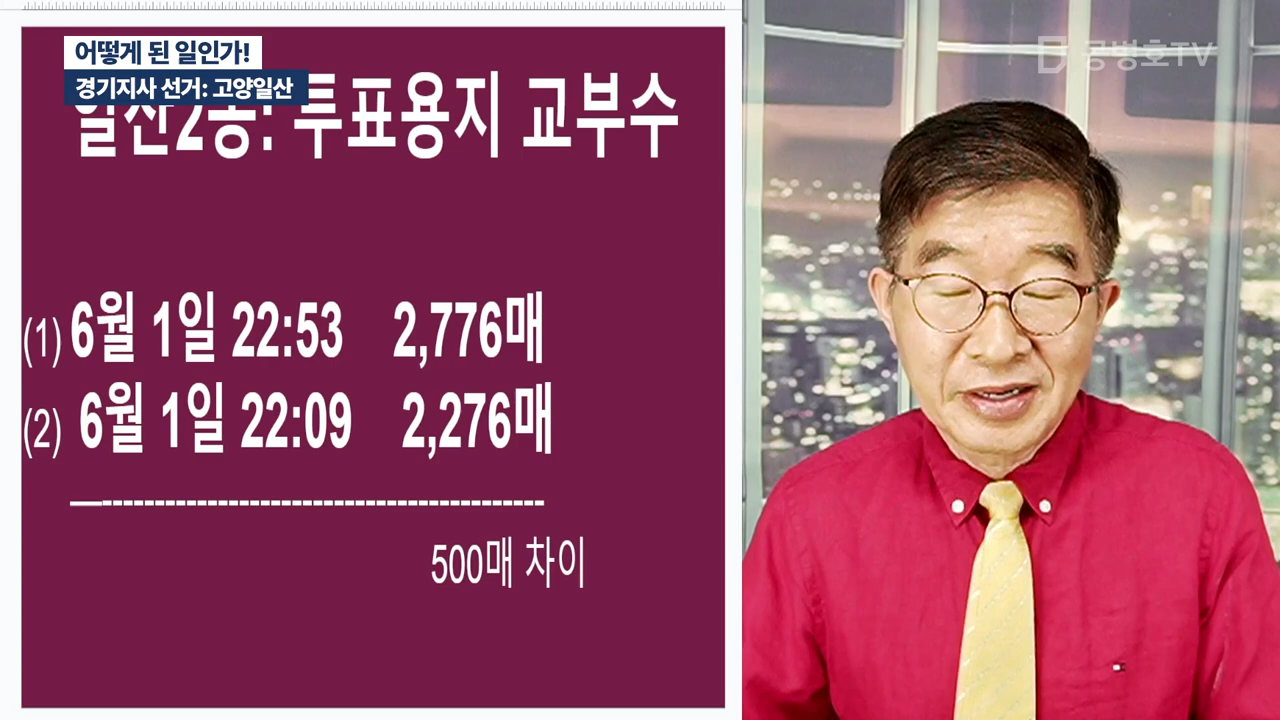 어떻게 된 일인가!
경기지사 선거: 고양일산
일산2동: 투표용지 교부수
(1) 6월 1일 22:53 2,776매
(2) 6월 1일 22:09 2,276매
500매 차이
공병호TV